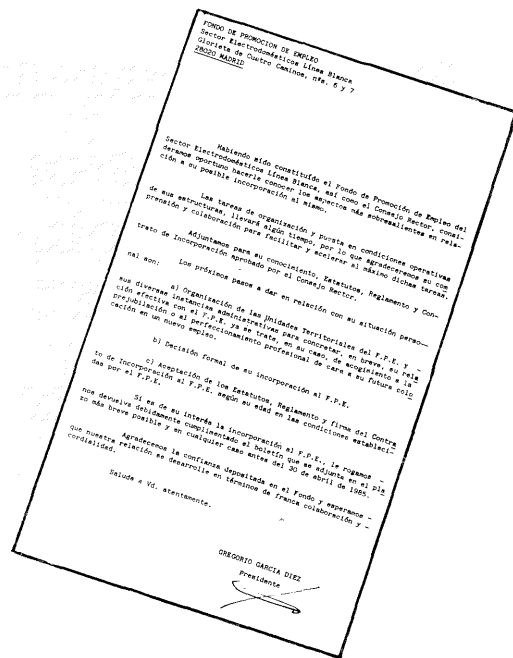 FONDO DE PROMOCION DE EMPLEO
Sector Electrodomésticos Línea Blanca
Glorieta de Cuatro Caminos, nºs. 6 y 7
28020 MADRID
Habiendo sido constituído el Fondo de Promoción de Empleo del
Sector Electrodomésticos Línea Blanca, así como el Consejo Rector, consi-
deramos oportuno hacerle conocer los aspectos más sobresalientes en rela-
ción a su posible incorporación al mismo.
Las tareas de organización y puesta en condiciones operativas
de sus estructuras, llevará algún tiempo, por lo que agradeceremos su com
prensión y colaboración para facilitar y acelerar al máximo dichas tareas.
Adjuntamos para su conocimiento, Estatutos, Reglamento y Con-
trato de Incorporación aprobado por el Consejo Rector.
Los próximos pasos a dar en relación con su situación perso-
nal son:
a) Organización de las Unidades Territoriales del F.P.E. y -
sus diversas instancias administrativas para concretar, en breve, su rela
ción efectiva con el F.P.E. ya se trate, en su caso, de acogimiento a la
prejubilación o al perfeccionamiento profesional de cara a su futura colo
cación en un nuevo empleo.
b) Decisión formal de su incorporación al F.P.E.
c) Aceptación de los Estatutos, Reglamento y firma del Contra
to de Incorporación al F.P.E. según su edad en las condiciones estableci-
das por el F.P.E.
Si es de su interés la incorporación al F.P.E., le rogamos -
nos devuelva debidamente cumplimentado el boletín que se adjunta en el pla
zo más breve posible y en cualquier caso antes del 30 de abril de 1985.
Agradecemos la confianza depositada en el Fondo y esperamos -
que nuestra relación se desarrolle en términos de franca colaboración y -
cordialidad.
Saluda a Vd. atentamente.
GREGORIO GARCIA DIEZ
Presidente